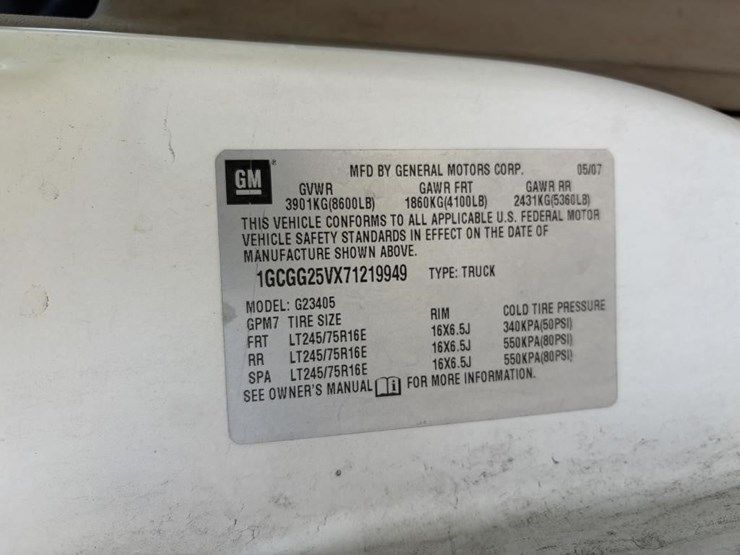 GM ®
MFD BY GENERAL MOTORS CORP. 05/07
GVWR GAWR FRT GAWR RR
3901KG(8600LB) 1860KG(4100LB) 2431KG(5360LB)
THIS VEHICLE CONFORMS TO ALL APPLICABLE U.S. FEDERAL MOTOR
VEHICLE SAFETY STANDARDS IN EFFECT ON THE DATE OF
MANUFACTURE SHOWN ABOVE.
1GCGG25VX71219949 TYPE: TRUCK
MODEL: G23405
GPM7 TIRE SIZE RIM COLD TIRE PRESSURE
FRT LT245/75R16E 16X6.5J 340KPA(50PSI)
RR LT245/75R16E 16X6.5J 550KPA(80PSI)
SPA LT245/75R16E 16X6.5J 550KPA(80PSI)
SEE OWNER'S MANUAL i FOR MORE INFORMATION.